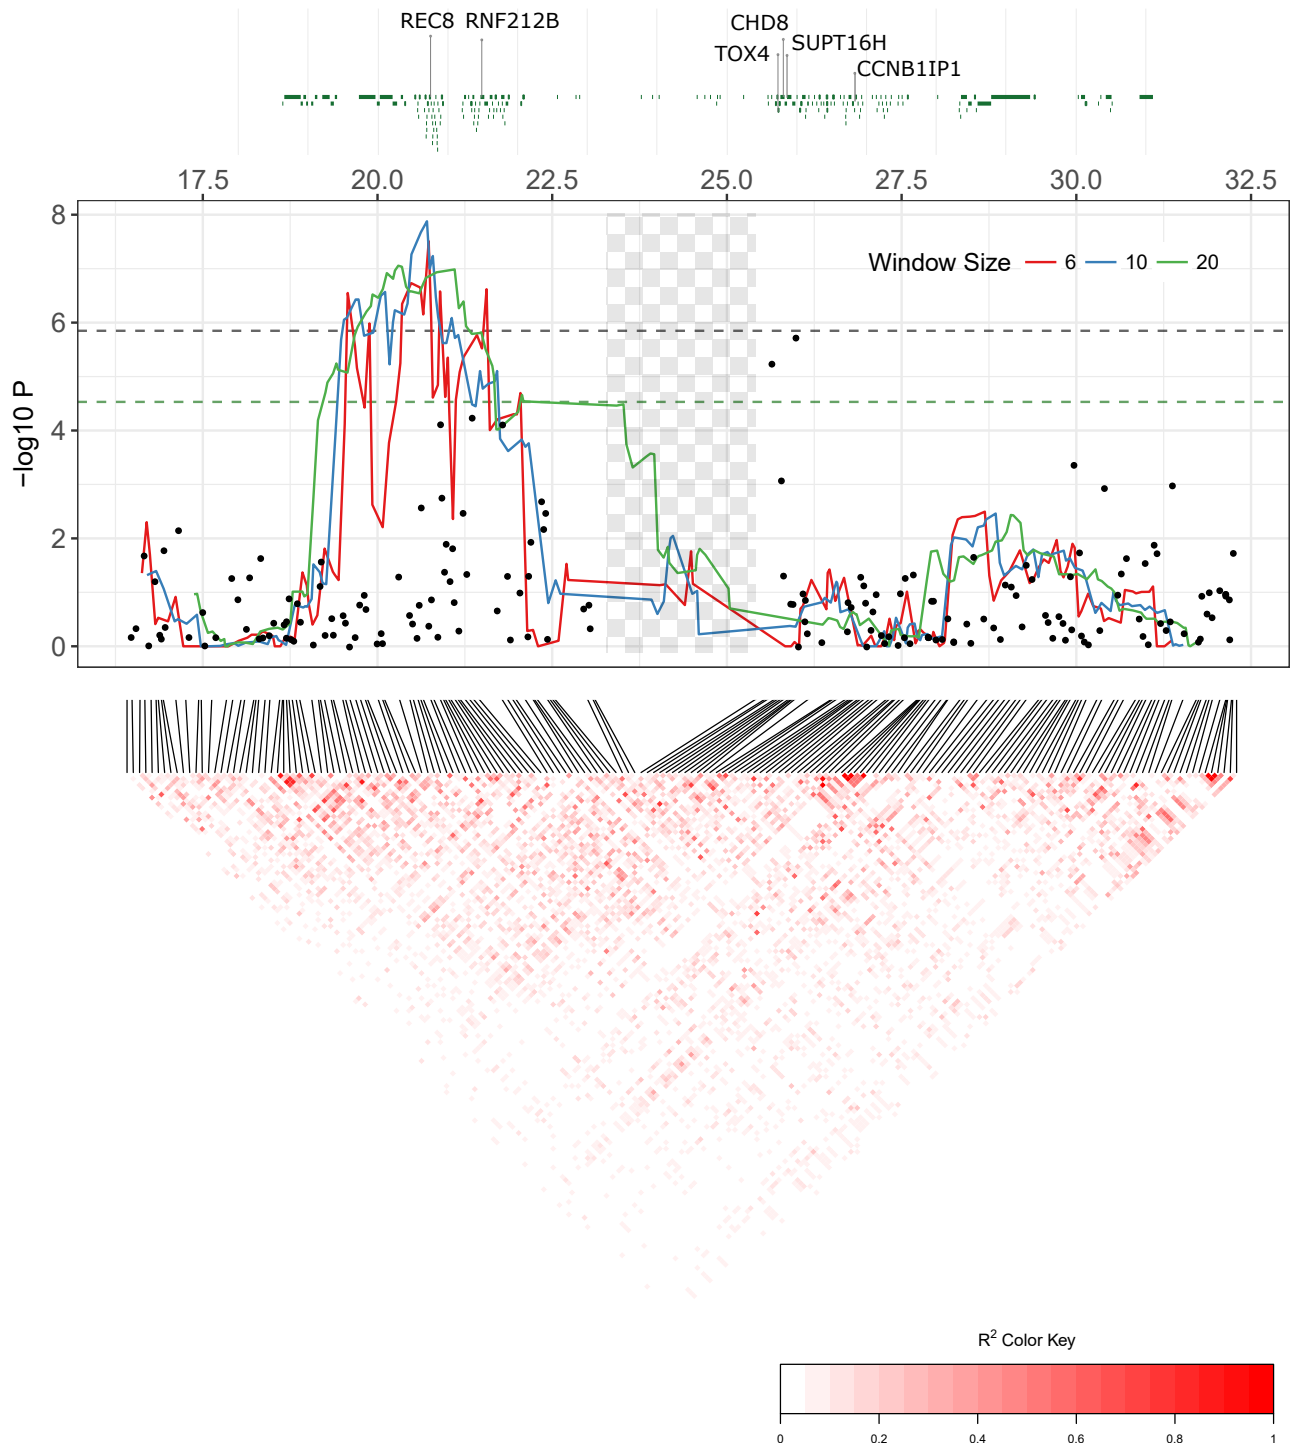 REC8 RNF212B
CHD8
TOX4 SUPT16H
CCNB1IP1
17.5 20.0 22.5 25.0 27.5 30.0 32.5
8
Window Size 6 10 20
6
−log10 P
4
2
0
R² Color Key
0 0.2 0.4 0.6 0.8 1